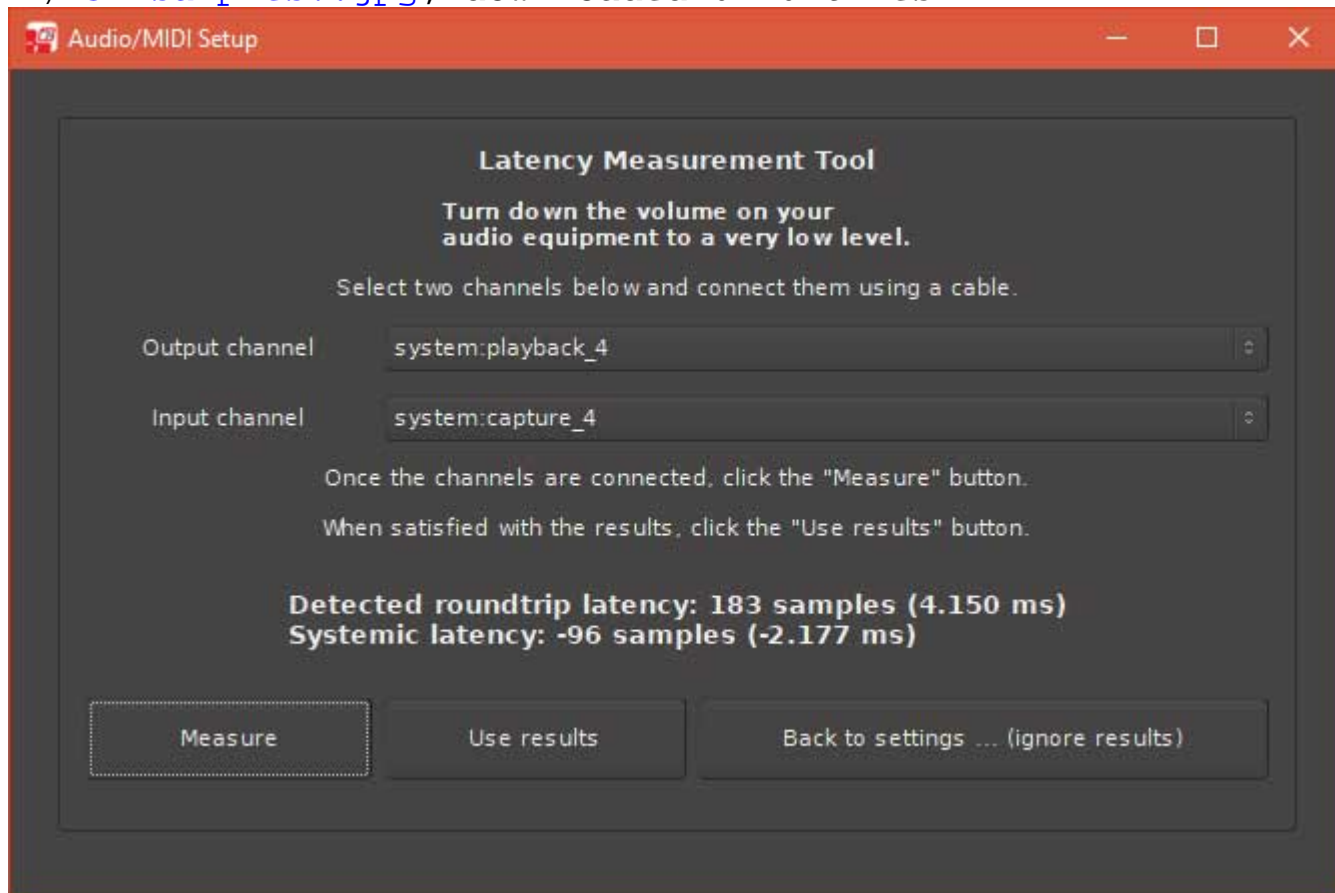 Audio/MIDI Setup
Latency Measurement Tool
Turn down the volume on your
audio equipment to a very low level.
Select two channels below and connect them using a cable.
Output channel system:playback_4
Input channel system:capture_4
Once the channels are connected, click the "Measure" button.
When satisfied with the results, click the "Use results" button.
Detected roundtrip latency: 183 samples (4.150 ms)
Systemic latency: -96 samples (-2.177 ms)
Measure Use results Back to settings ... (ignore results)